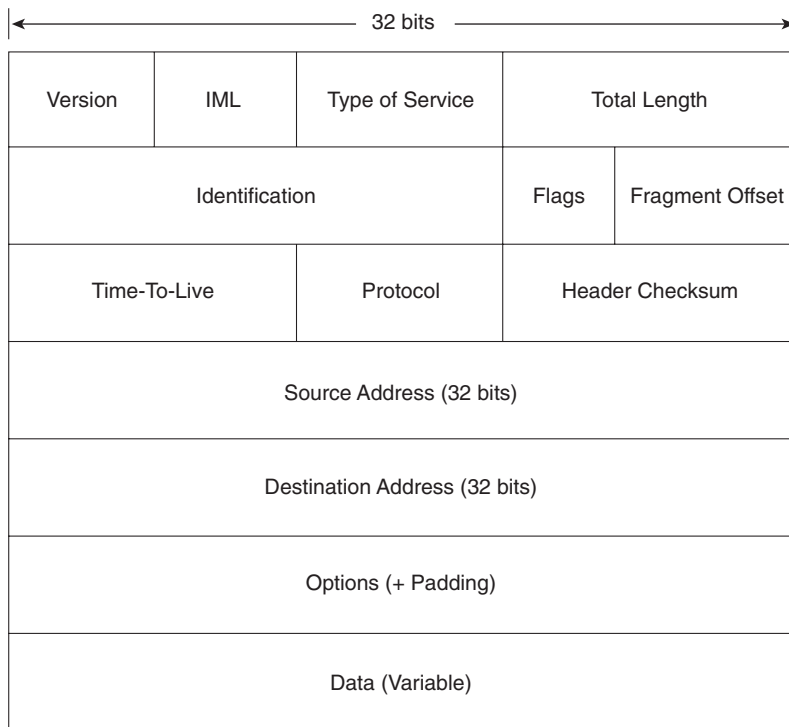 32 bits
Version IML Type of Service Total Length
Identification Flags Fragment Offset
Time-To-Live Protocol Header Checksum
Source Address (32 bits)
Destination Address (32 bits)
Options (+ Padding)
Data (Variable)